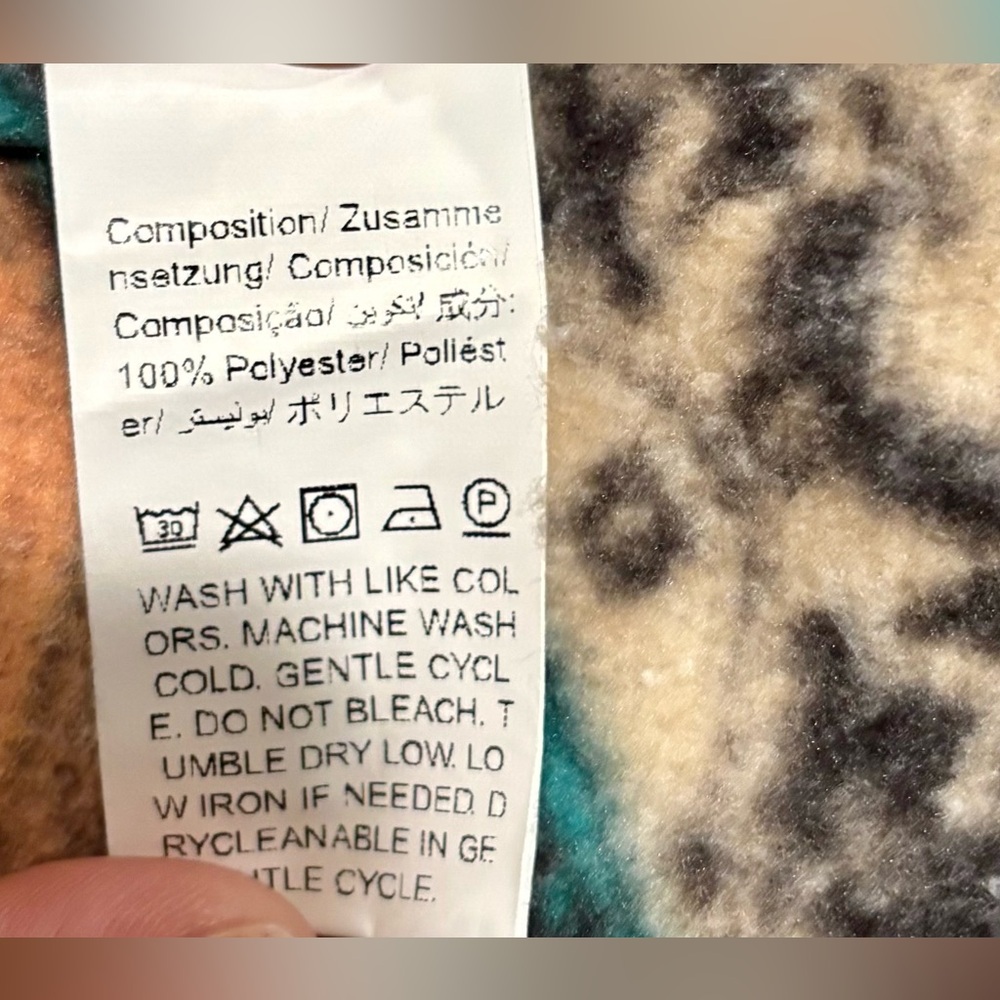 Composition/ Zusamme
nsetzung/ Composición/
Composição/ تكوين/ 成分:
100% Polyester/ Poliést
er/ بوليستر/ ポリエステル
30 P
WASH WITH LIKE COL
ORS. MACHINE WASH
COLD. GENTLE CYCL
E. DO NOT BLEACH. T
UMBLE DRY LOW. LO
W IRON IF NEEDED. D
RYCLEANABLE IN GE
TLE CYCLE.